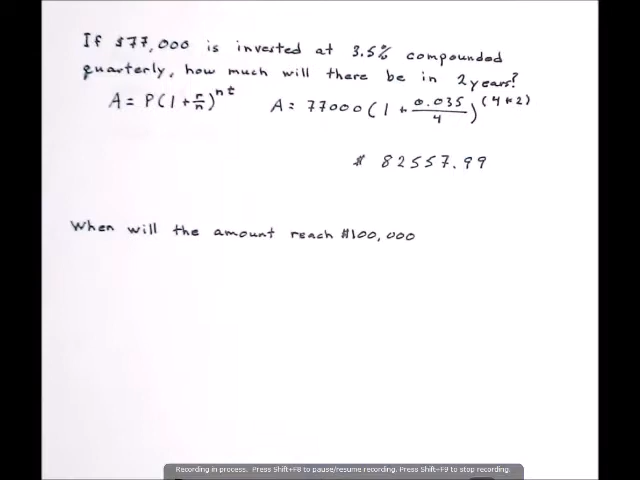 If $77,000 is invested at 3.5% compounded
quarterly, how much will there be in 2 years?
A = P(1 + r/n)^nt A = 77000 (1 + 0.035/4)^(4*2)
$ 82557.99
When will the amount reach $100,000
Recording in process. Press Shift+F8 to pause/resume recording. Press Shift+F9 to stop recording.